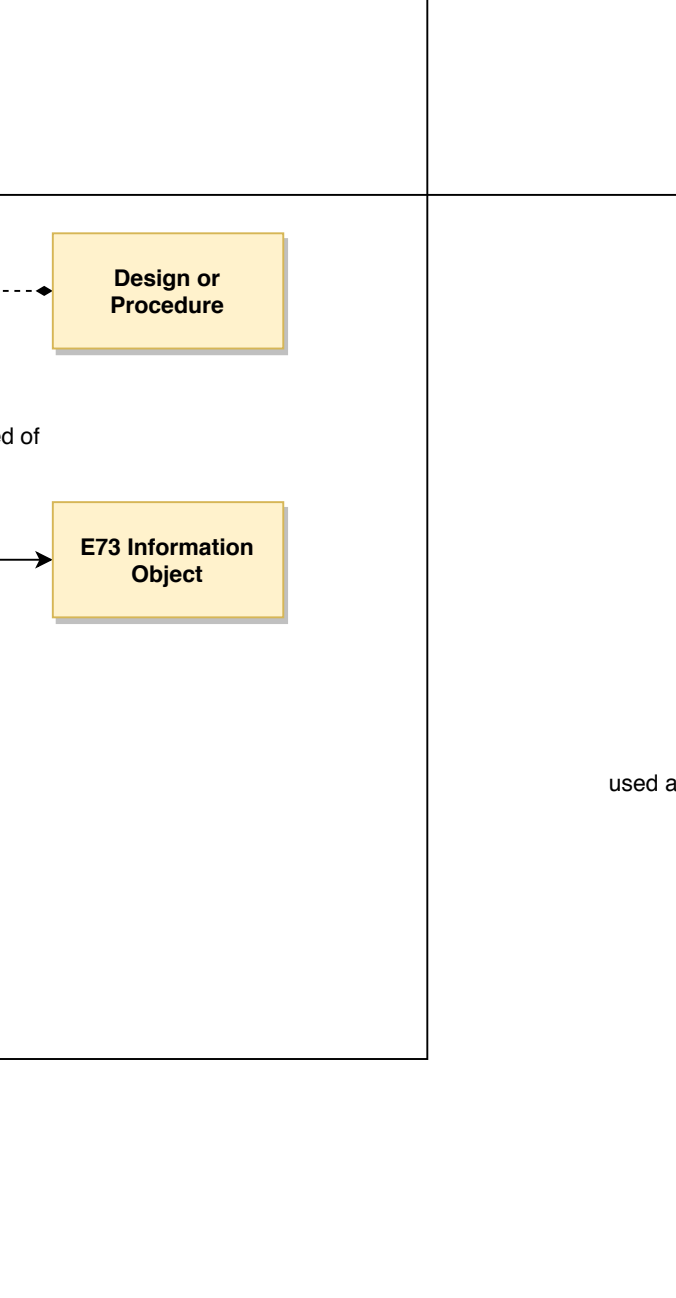 Design or
Procedure
of
E73 Information
Object
used